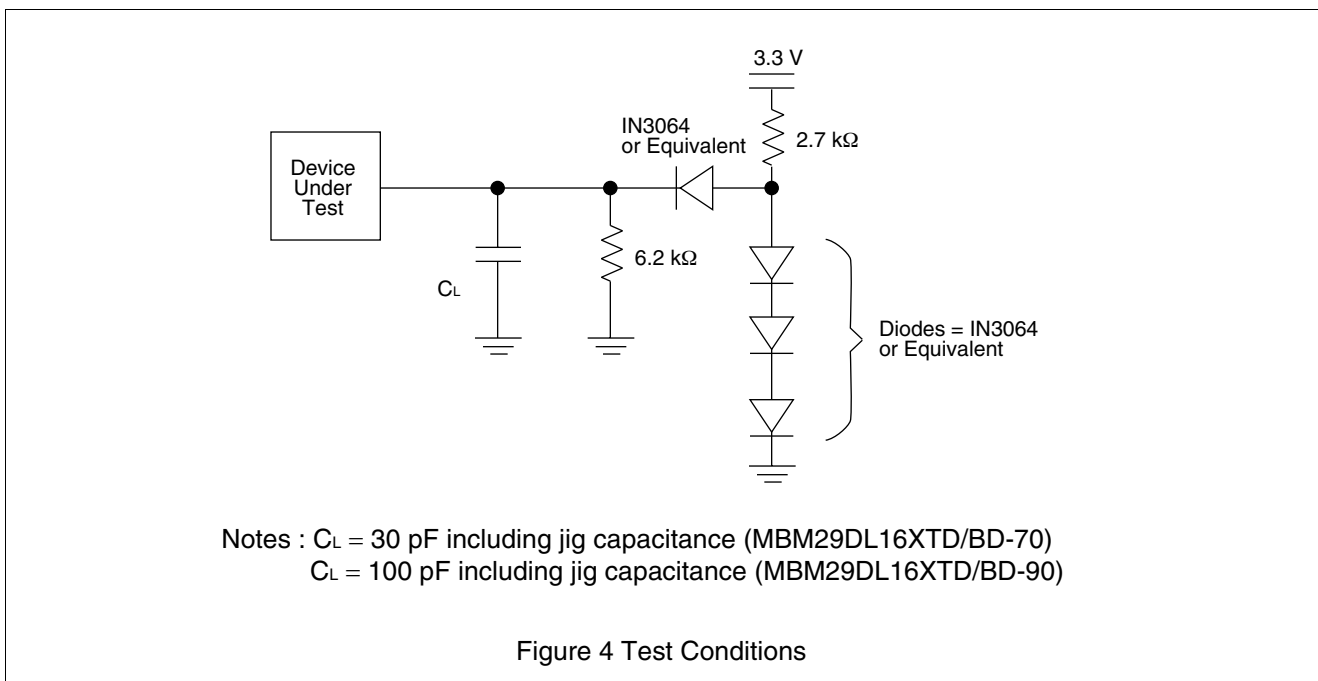 3.3 V
IN3064
or Equivalent
2.7 kΩ
Device
Under
Test
6.2 kΩ
CL
Diodes = IN3064
or Equivalent
Notes : CL = 30 pF including jig capacitance (MBM29DL16XTD/BD-70)
CL = 100 pF including jig capacitance (MBM29DL16XTD/BD-90)
Figure 4 Test Conditions